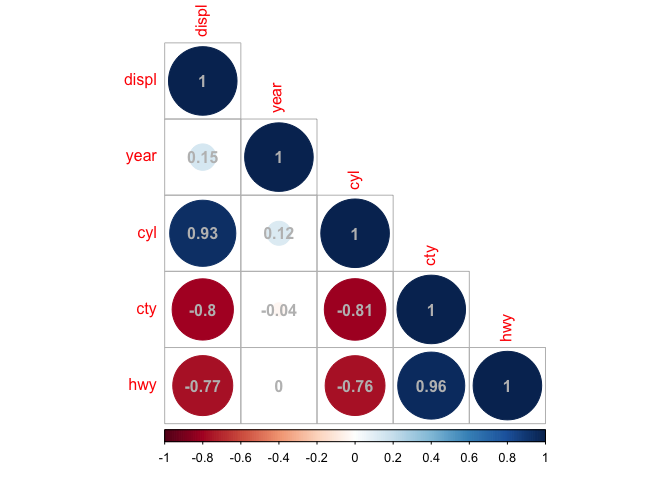 displ
displ 1
year
year 0.15 1
cyl
cyl 0.93 0.12 1
cty
cty -0.8 -0.04 -0.81 1
hwy
hwy -0.77 0 -0.76 0.96 1
-1 -0.8 -0.6 -0.4 -0.2 0 0.2 0.4 0.6 0.8 1